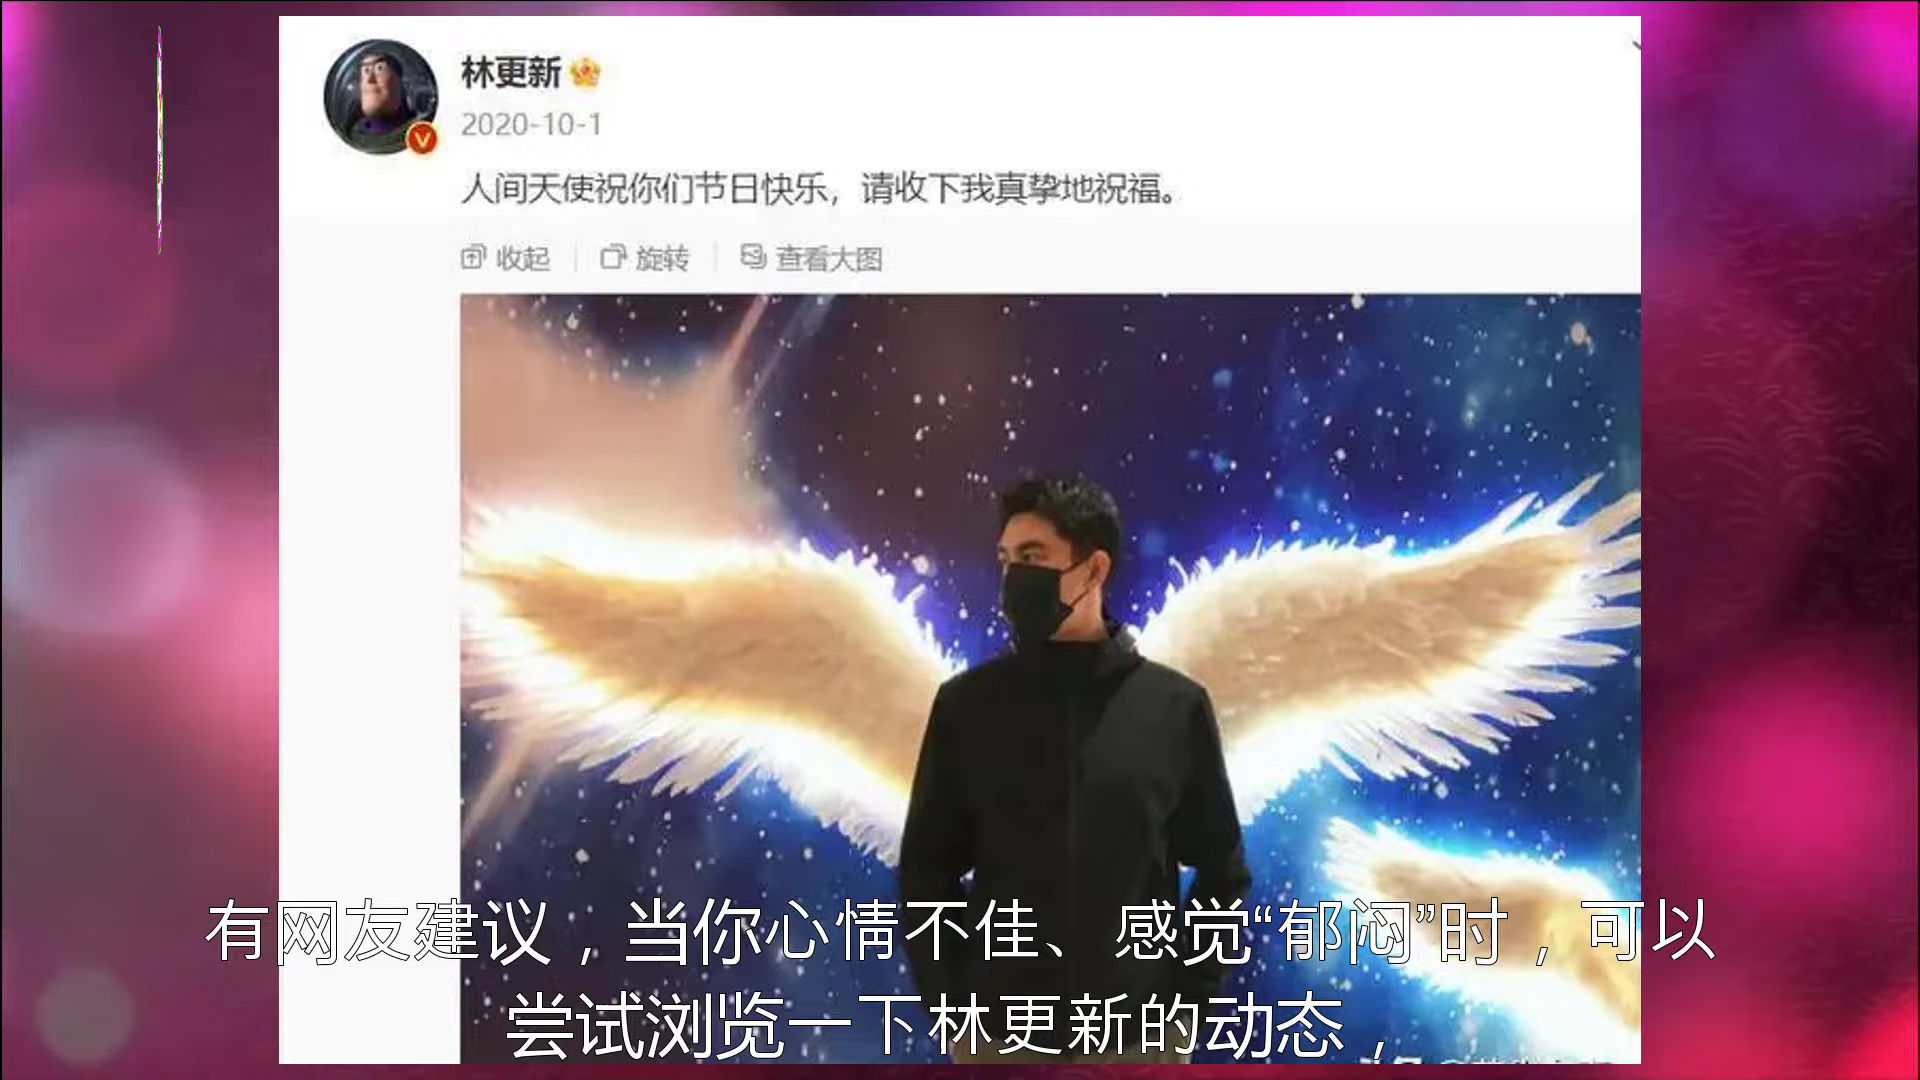 林更新
2020-10-1
人间天使祝你们节日快乐，请收下我真挚地祝福。
收起 旋转 查看大图
有网友建议，当你心情不佳、感觉“郁闷”时，可以
尝试浏览一下林更新的动态，